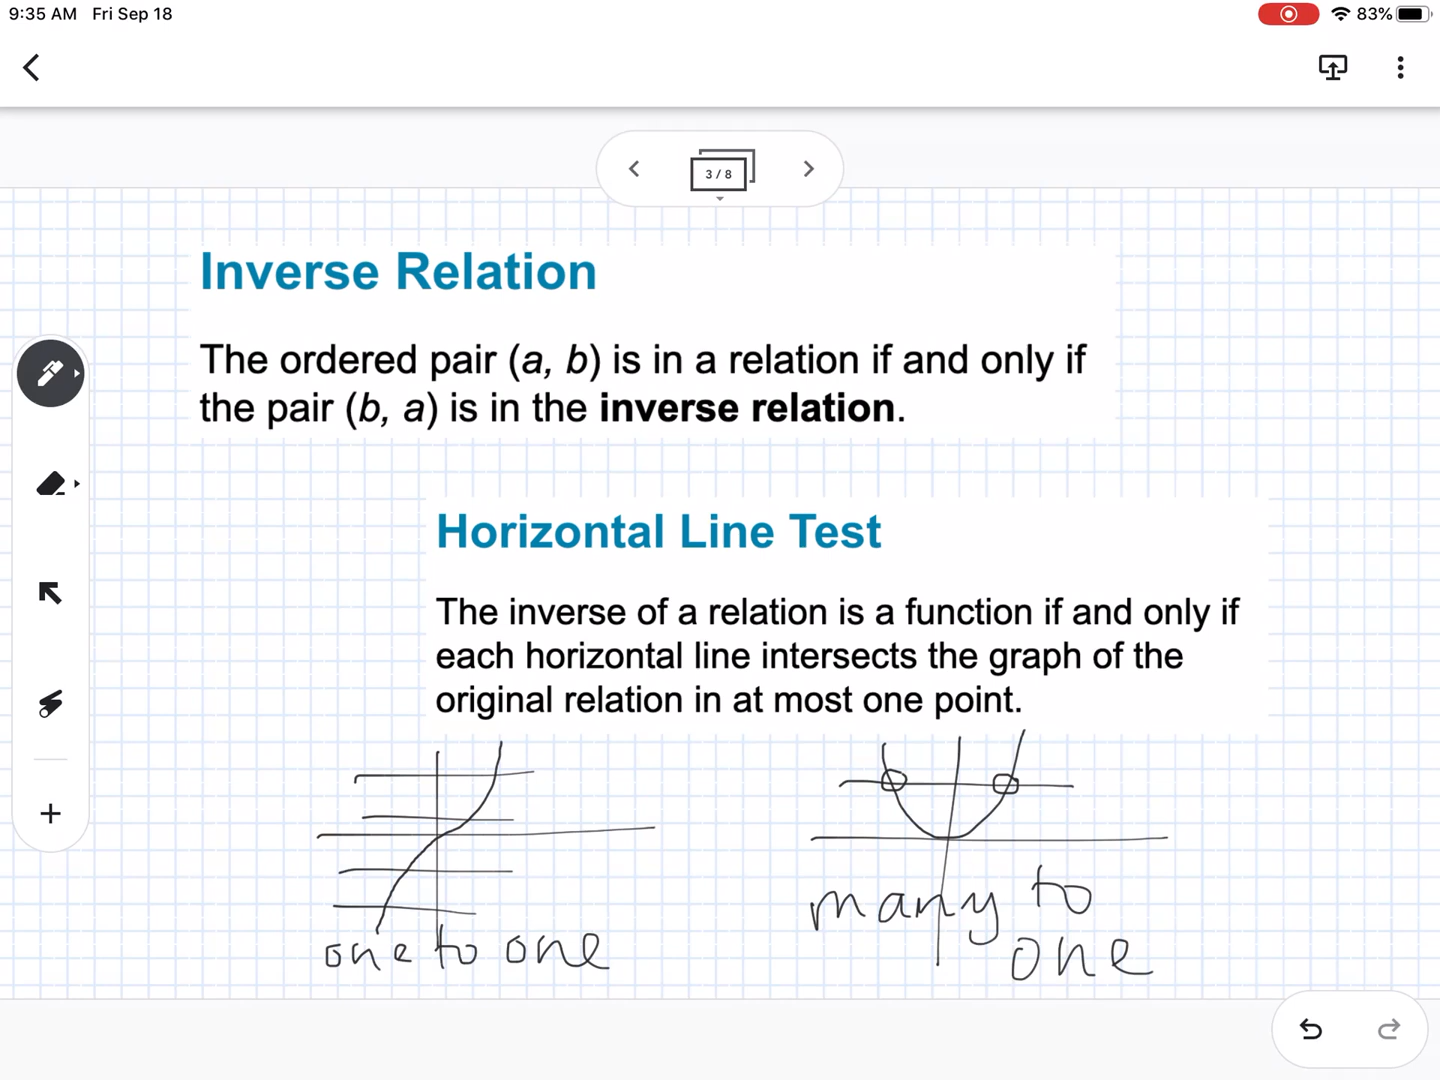 9:35 AM Fri Sep 18
83%
3 / 8
Inverse Relation
The ordered pair (a, b) is in a relation if and only if
the pair (b, a) is in the inverse relation.
Horizontal Line Test
The inverse of a relation is a function if and only if
each horizontal line intersects the graph of the
original relation in at most one point.
one to one
many to
one